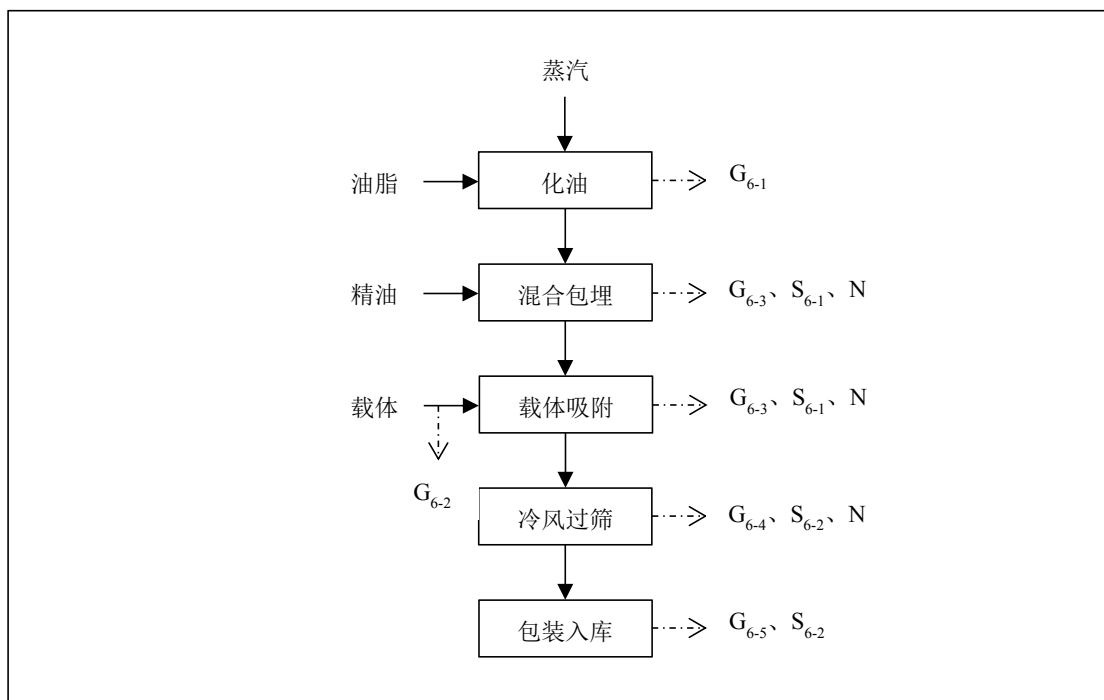 蒸汽
油脂 化油 G6-1
精油 混合包埋 G6-3、S6-1、N
载体 载体吸附 G6-3、S6-1、N
G6-2
冷风过筛 G6-4、S6-2、N
包装入库 G6-5、S6-2